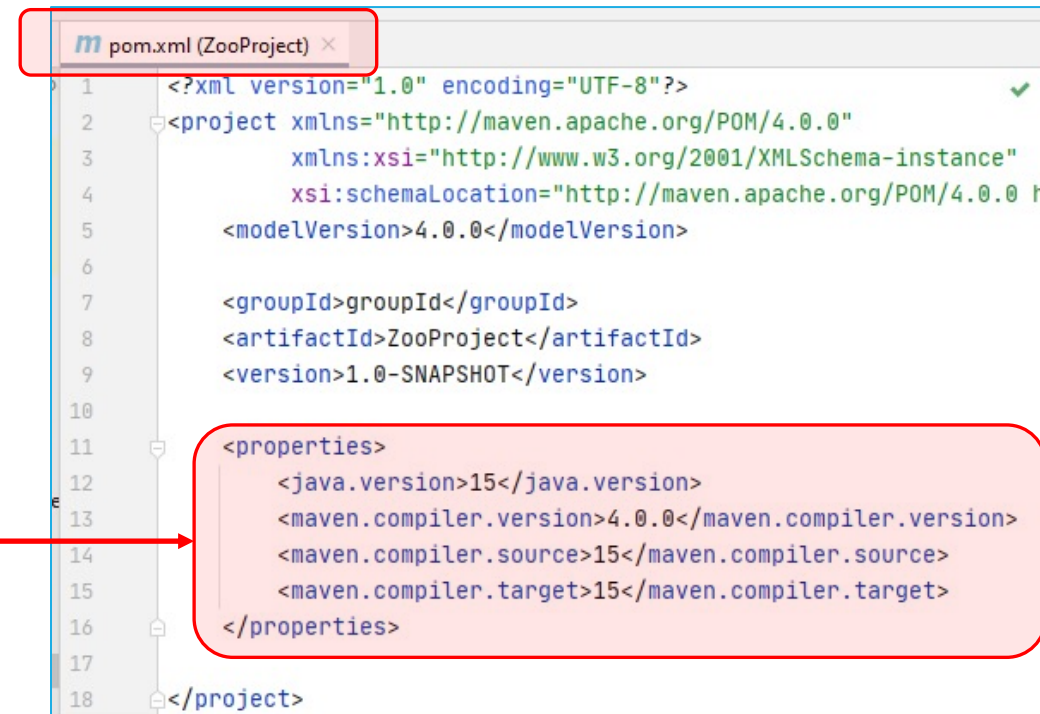 m pom.xml (ZooProject) ×
1 <?xml version="1.0" encoding="UTF-8"?>
2 <project xmlns="http://maven.apache.org/POM/4.0.0"
3 xmlns:xsi="http://www.w3.org/2001/XMLSchema-instance"
4 xsi:schemaLocation="http://maven.apache.org/POM/4.0.0 h
5 <modelVersion>4.0.0</modelVersion>
6
7 <groupId>groupId</groupId>
8 <artifactId>ZooProject</artifactId>
9 <version>1.0-SNAPSHOT</version>
10
11 <properties>
12 <java.version>15</java.version>
e
13 <maven.compiler.version>4.0.0</maven.compiler.version>
14 <maven.compiler.source>15</maven.compiler.source>
15 <maven.compiler.target>15</maven.compiler.target>
16 </properties>
17
18 </project>